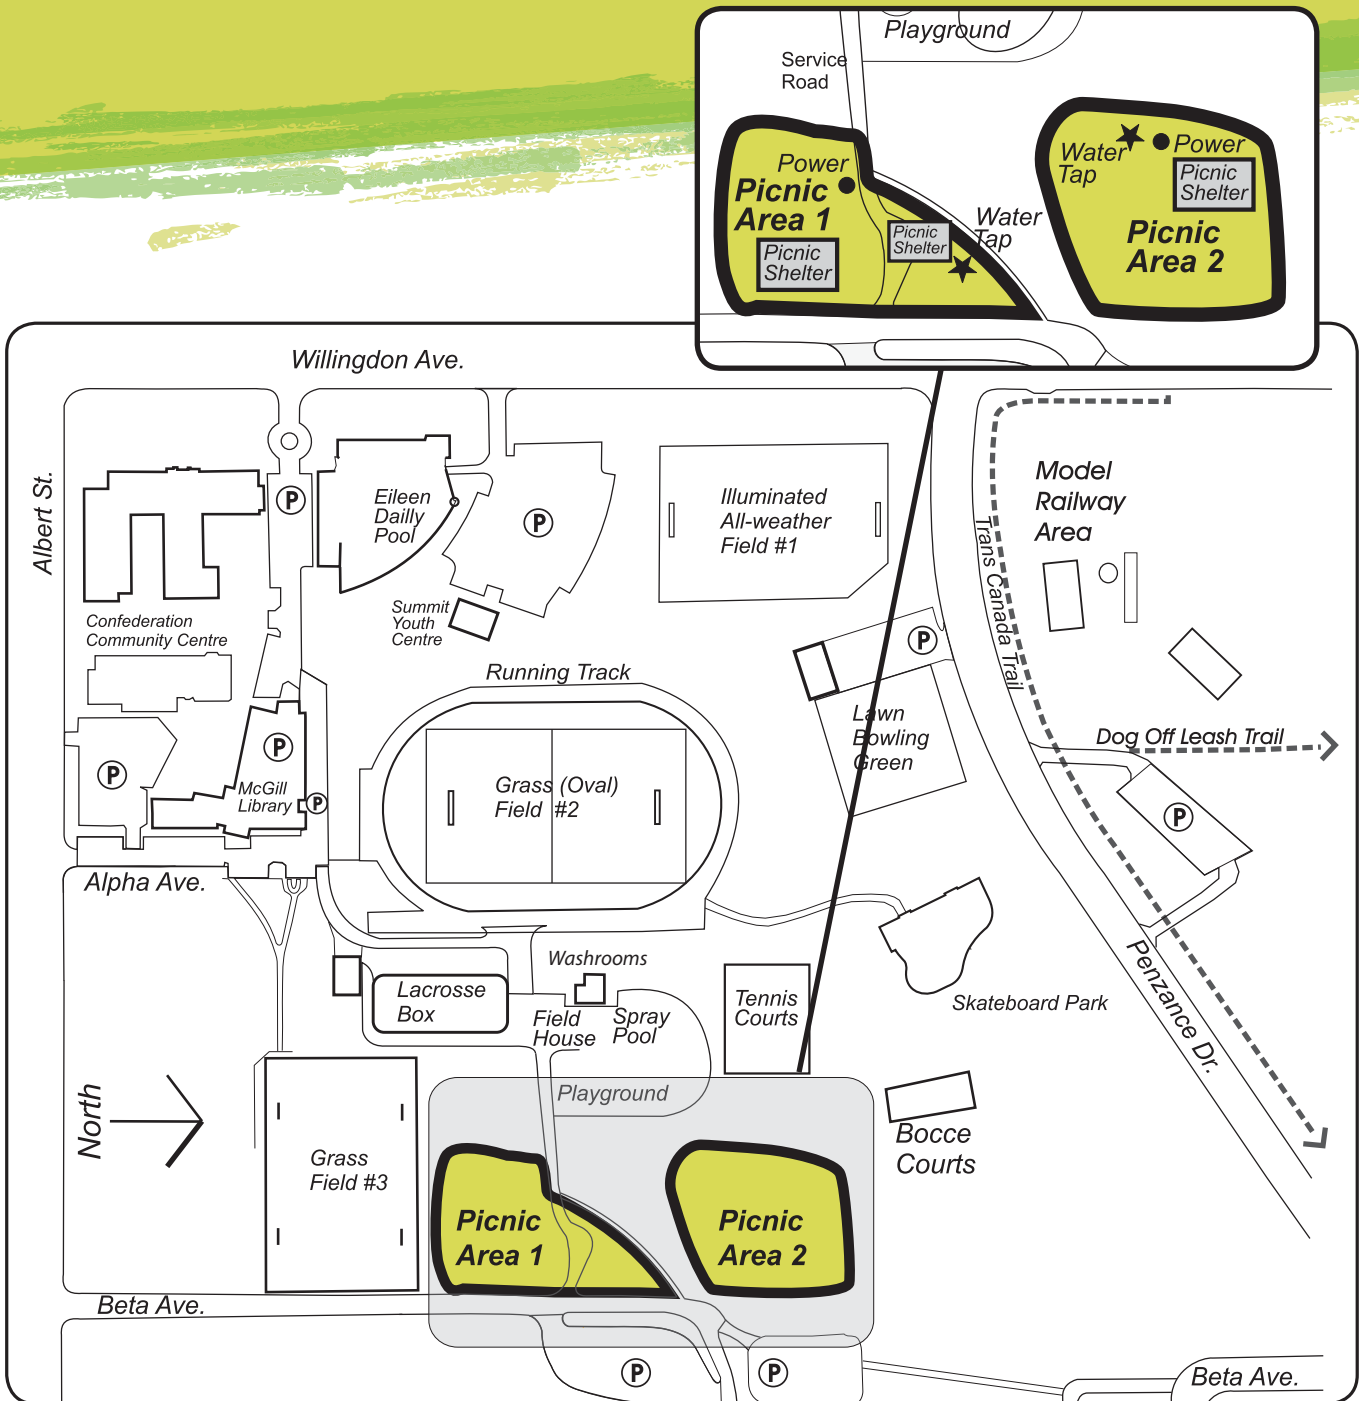 Playground
Service
Road
Power
Picnic
Area 1
Picnic
Shelter
Picnic
Shelter
Water
Tap
Water
Tap
Power
Picnic
Shelter
Picnic
Area 2
Willingdon Ave.
Albert St.
P
Eileen
Dailly
Pool
P
Illuminated
All-weather
Field #1
Model
Railway
Area
Trans Canada Trail
Confederation
Community Centre
Summit
Youth
Centre
P
Running Track
Lawn
Bowling
Green
Dog Off Leash Trail
P
P
McGill
Library
P
Grass (Oval)
Field #2
P
Alpha Ave.
Washrooms
Lacrosse
Box
Field
House
Spray
Pool
Tennis
Courts
Skateboard Park
Penzance Dr.
North
Playground
Bocce
Courts
Grass
Field #3
Picnic
Area 1
Picnic
Area 2
Beta Ave.
P
P
Beta Ave.